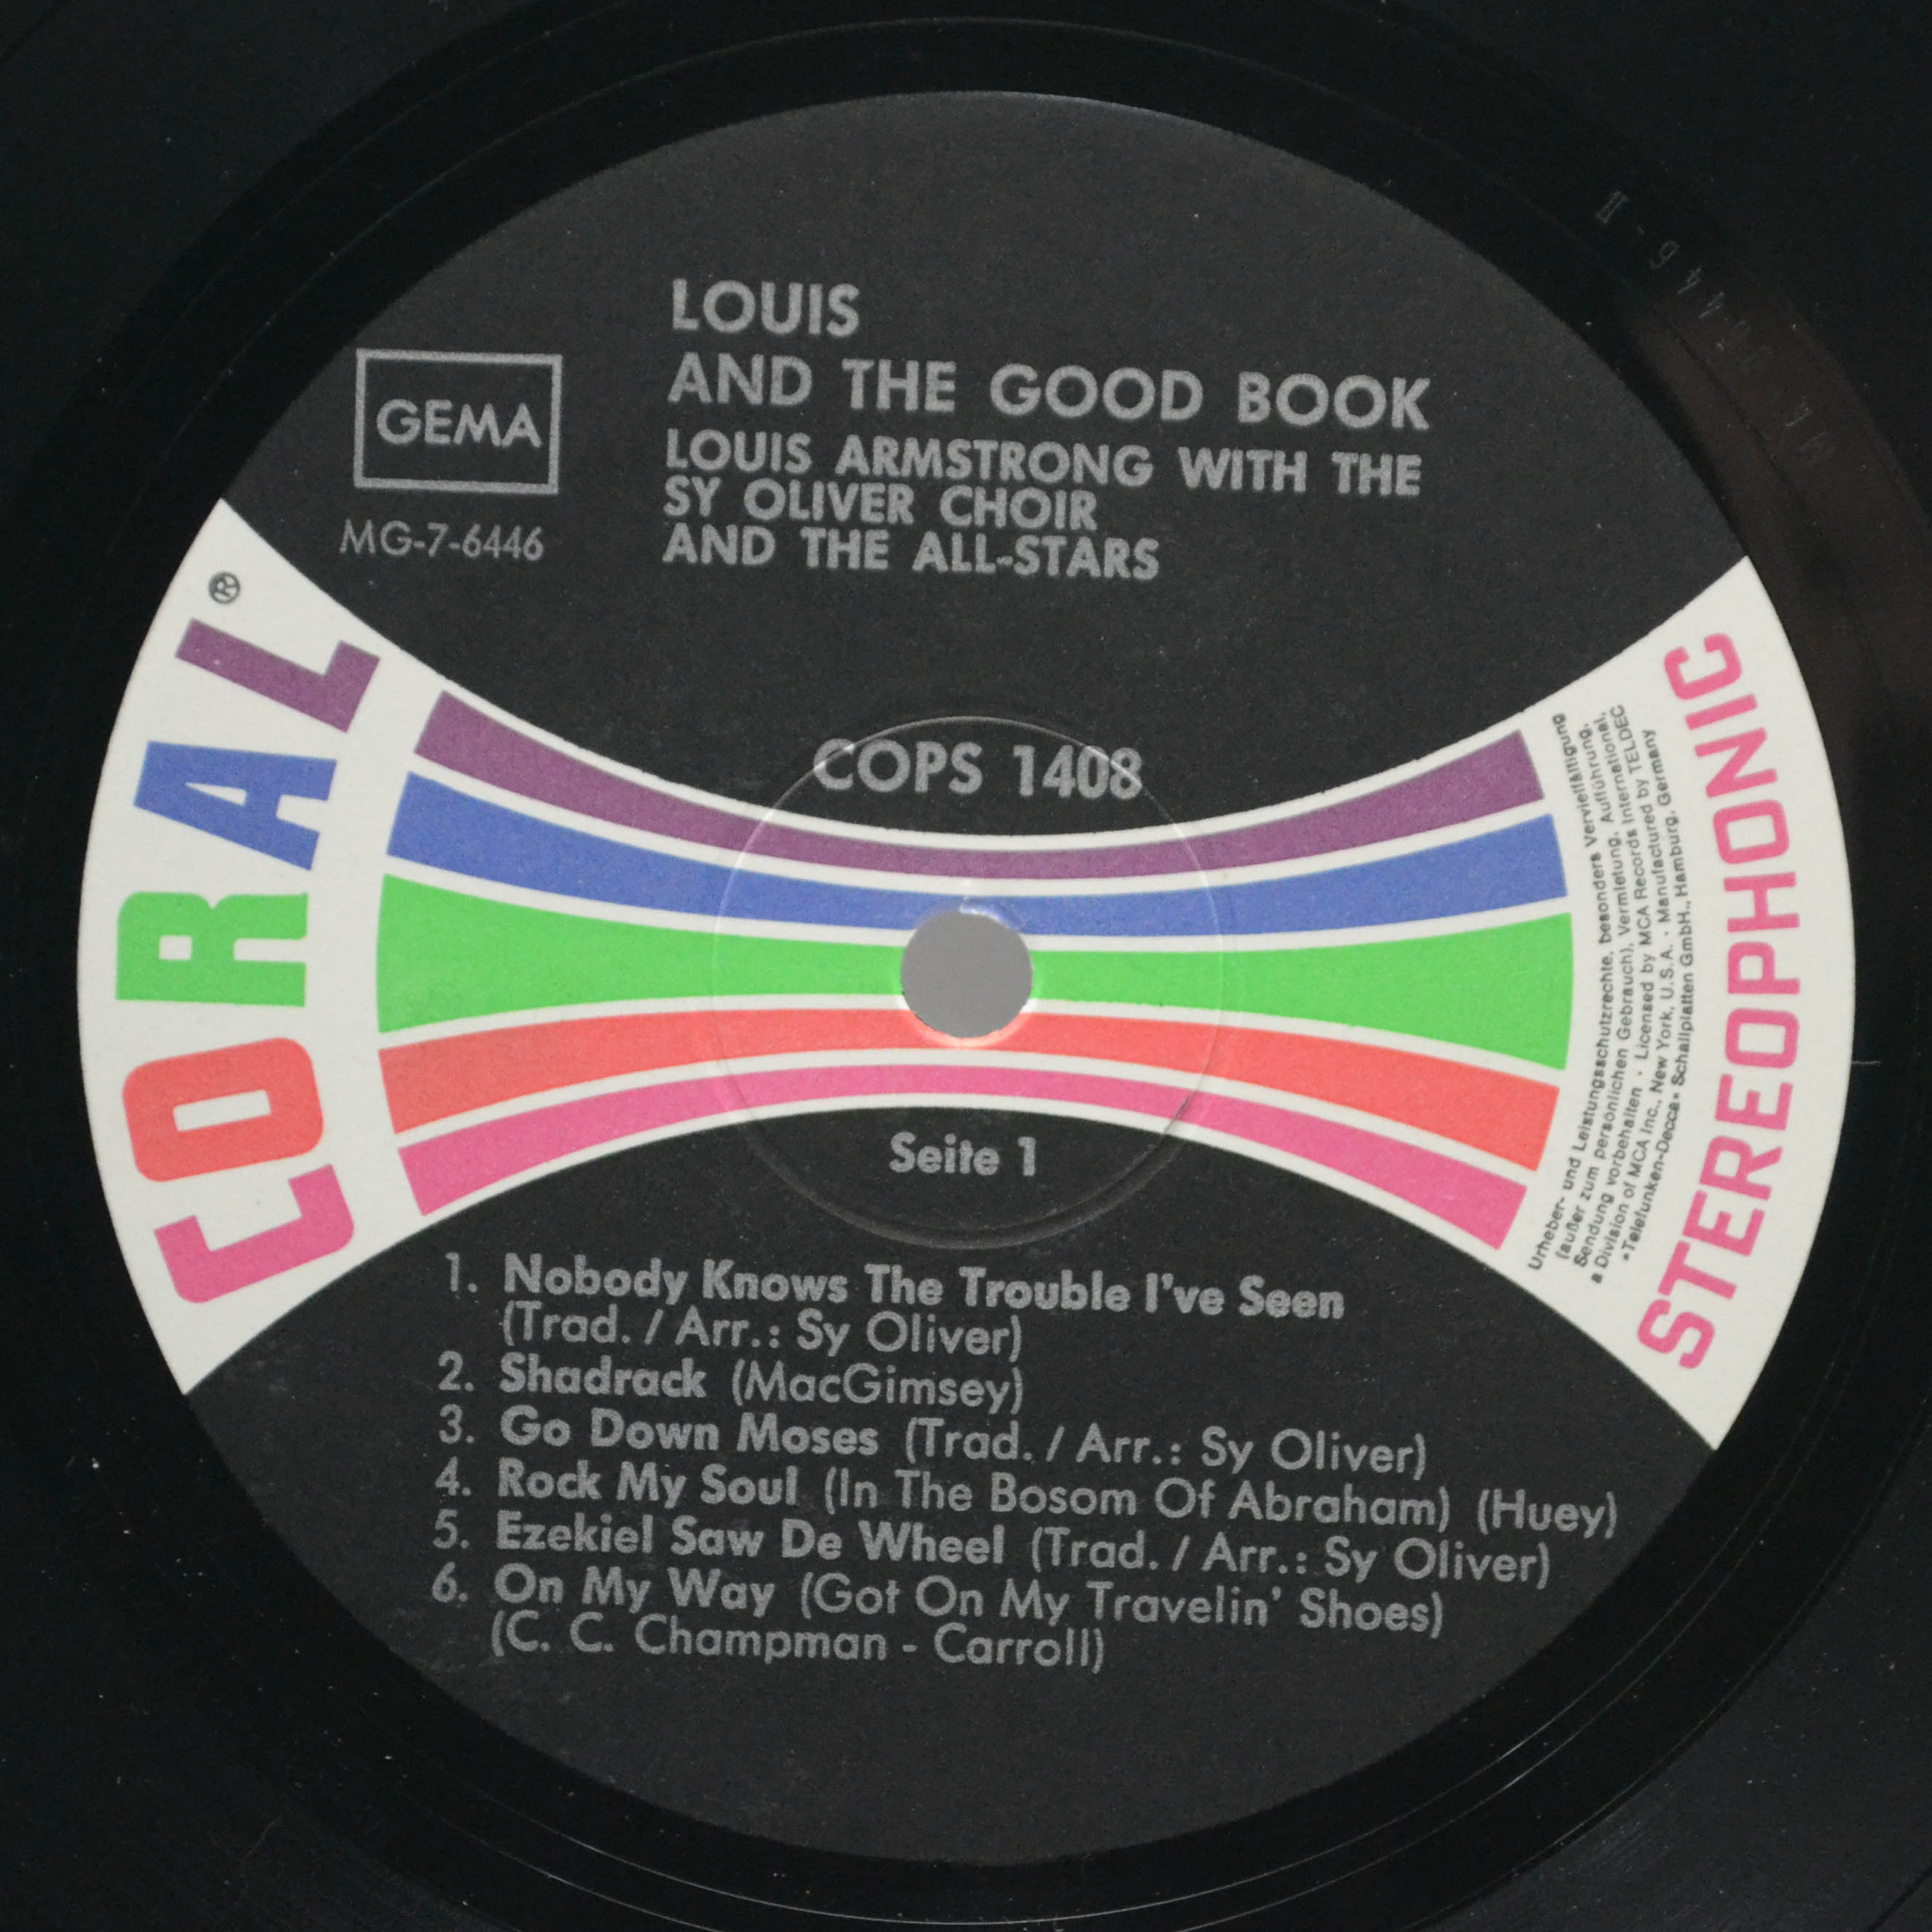 LOUIS
AND THE GOOD BOOK
LOUIS ARMSTRONG WITH THE
SY OLIVER CHOIR
AND THE ALL-STARS
GEMA
MG-7-6446
CORAL®
COPS 1408
STEREOPHONIC
Urheber- und Leistungsschutzrechte, besonders Vervielfältigung
(außer zum persönlichen Gebrauch), Vermietung, Aufführung,
Sendung vorbehalten · Licensed by MCA Records International,
a Division of MCA Inc., New York, U.S.A. · Manufactured by TELDEC
»Telefunken-Decca« Schallplatten GmbH., Hamburg, Germany
Seite 1
1. Nobody Knows The Trouble I've Seen
(Trad. / Arr.: Sy Oliver)
2. Shadrack (MacGimsey)
3. Go Down Moses (Trad. / Arr.: Sy Oliver)
4. Rock My Soul (In The Bosom Of Abraham) (Huey)
5. Ezekiel Saw De Wheel (Trad. / Arr.: Sy Oliver)
6. On My Way (Got On My Travelin' Shoes)
(C. C. Champman - Carroll)